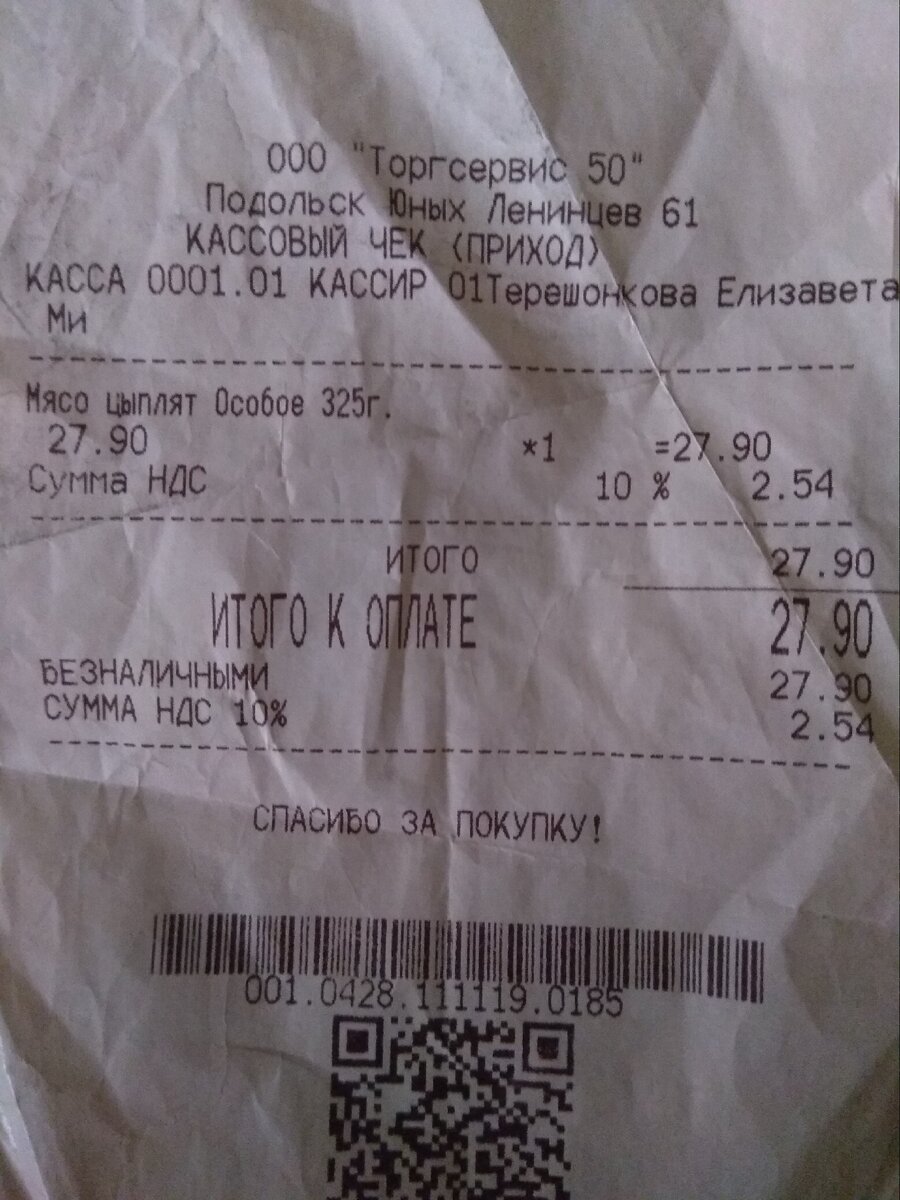 ООО "Торгсервис 50"
Подольск Юных Ленинцев 61
КАССОВЫЙ ЧЕК (ПРИХОД)
КАССА 0001.01 КАССИР 01Терешонкова Елизавета
Ми
Мясо цыплят Особое 325г.
27.90 *1 =27.90
Сумма НДС 10 % 2.54
ИТОГО 27.90
ИТОГО К ОПЛАТЕ 27.90
БЕЗНАЛИЧНЫМИ 27.90
СУММА НДС 10% 2.54
СПАСИБО ЗА ПОКУПКУ!
001.0428.111119.0185